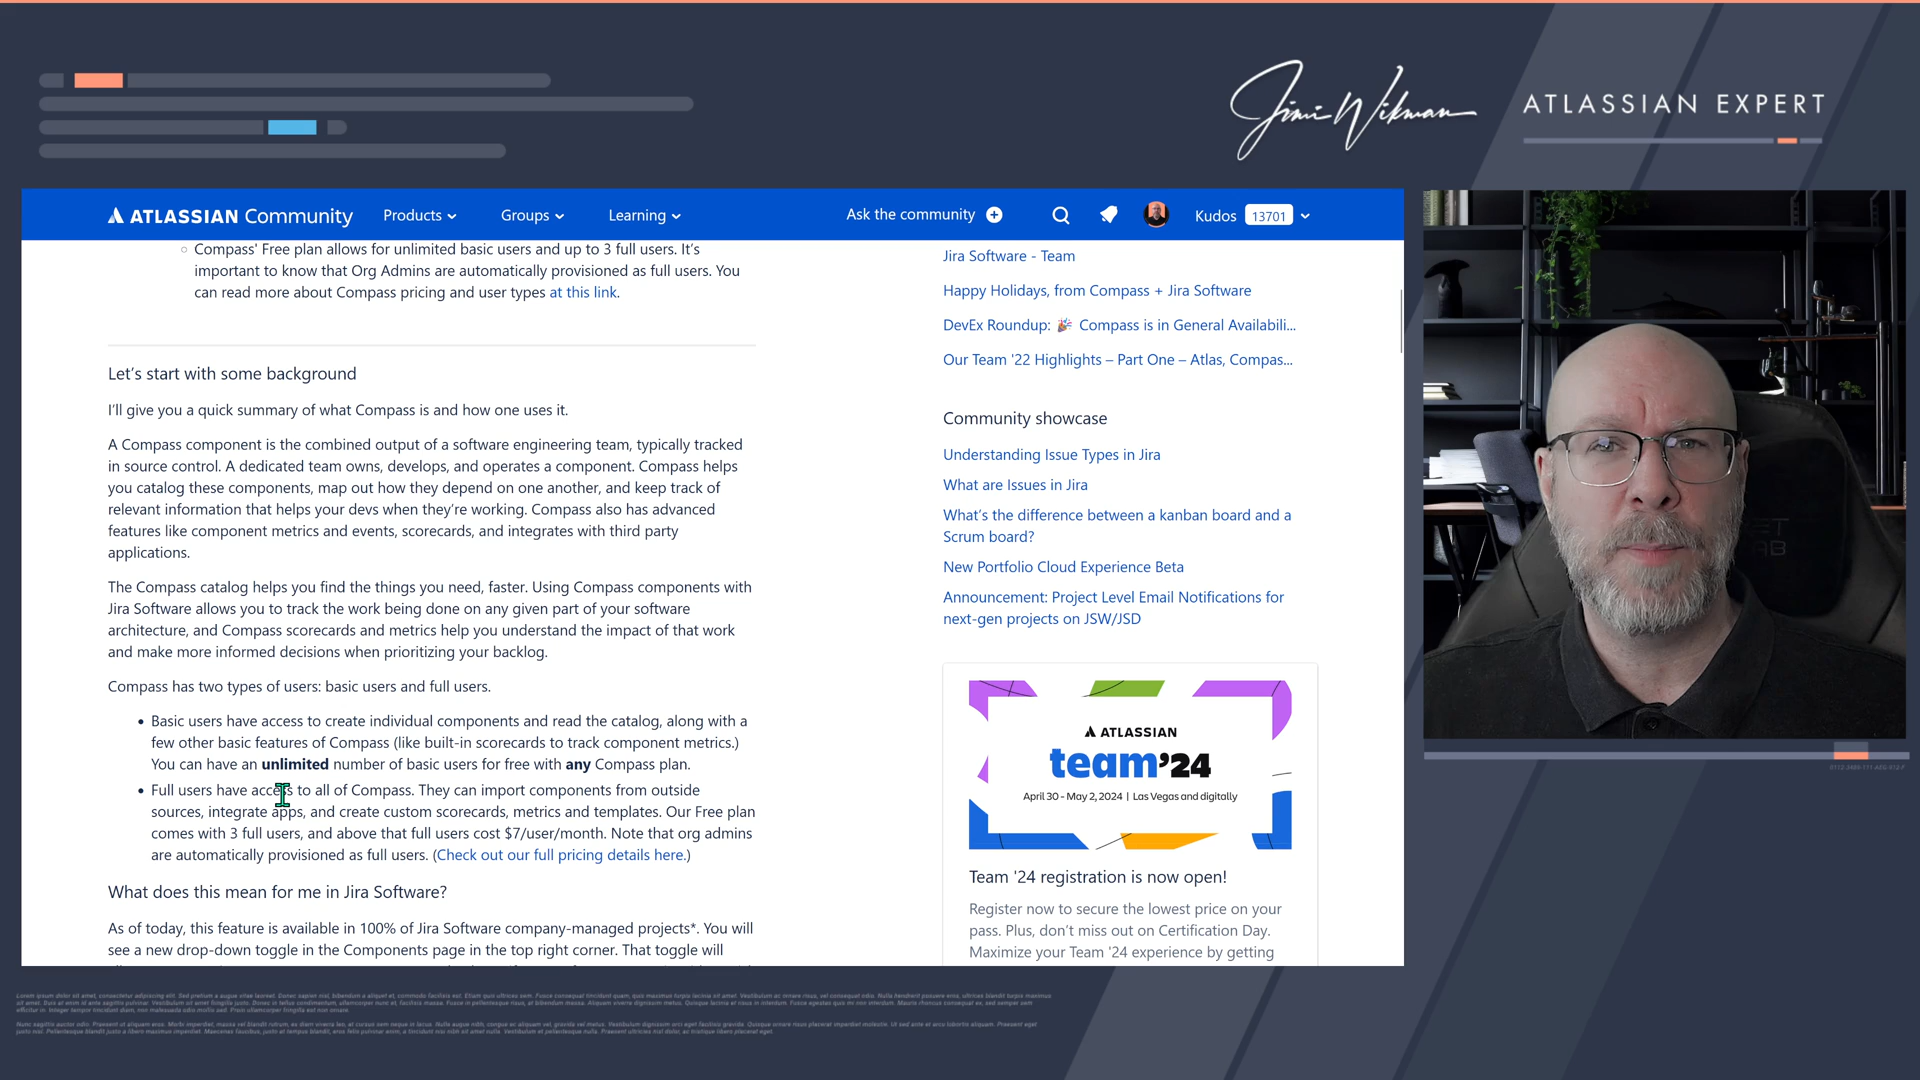 Jimi Wikman
ATLASSIAN EXPERT
ATLASSIAN Community
Products
Groups
Learning
Ask the community
Kudos
13701
Compass' Free plan allows for unlimited basic users and up to 3 full users. It's
important to know that Org Admins are automatically provisioned as full users. You
can read more about Compass pricing and user types at this link.
Let's start with some background
I'll give you a quick summary of what Compass is and how one uses it.
A Compass component is the combined output of a software engineering team, typically tracked
in source control. A dedicated team owns, develops, and operates a component. Compass helps
you catalog these components, map out how they depend on one another, and keep track of
relevant information that helps your devs when they're working. Compass also has advanced
features like component metrics and events, scorecards, and integrates with third party
applications.
The Compass catalog helps you find the things you need, faster. Using Compass components with
Jira Software allows you to track the work being done on any given part of your software
architecture, and Compass scorecards and metrics help you understand the impact of that work
and make more informed decisions when prioritizing your backlog.
Compass has two types of users: basic users and full users.
• Basic users have access to create individual components and read the catalog, along with a
few other basic features of Compass (like built-in scorecards to track component metrics.)
You can have an unlimited number of basic users for free with any Compass plan.
• Full users have access to all of Compass. They can import components from outside
sources, integrate apps, and create custom scorecards, metrics and templates. Our Free plan
comes with 3 full users, and above that full users cost $7/user/month. Note that org admins
are automatically provisioned as full users. (Check out our full pricing details here.)
What does this mean for me in Jira Software?
As of today, this feature is available in 100% of Jira Software company-managed projects*. You will
see a new drop-down toggle in the Components page in the top right corner. That toggle will
Jira Software - Team
Happy Holidays, from Compass + Jira Software
DevEx Roundup: 🎉 Compass is in General Availabili...
Our Team '22 Highlights – Part One – Atlas, Compas...
Community showcase
Understanding Issue Types in Jira
What are Issues in Jira
What's the difference between a kanban board and a
Scrum board?
New Portfolio Cloud Experience Beta
Announcement: Project Level Email Notifications for
next-gen projects on JSW/JSD
ATLASSIAN
team'24
April 30 - May 2, 2024 | Las Vegas and digitally
Team '24 registration is now open!
Register now to secure the lowest price on your
pass. Plus, don't miss out on Certification Day.
Maximize your Team '24 experience by getting